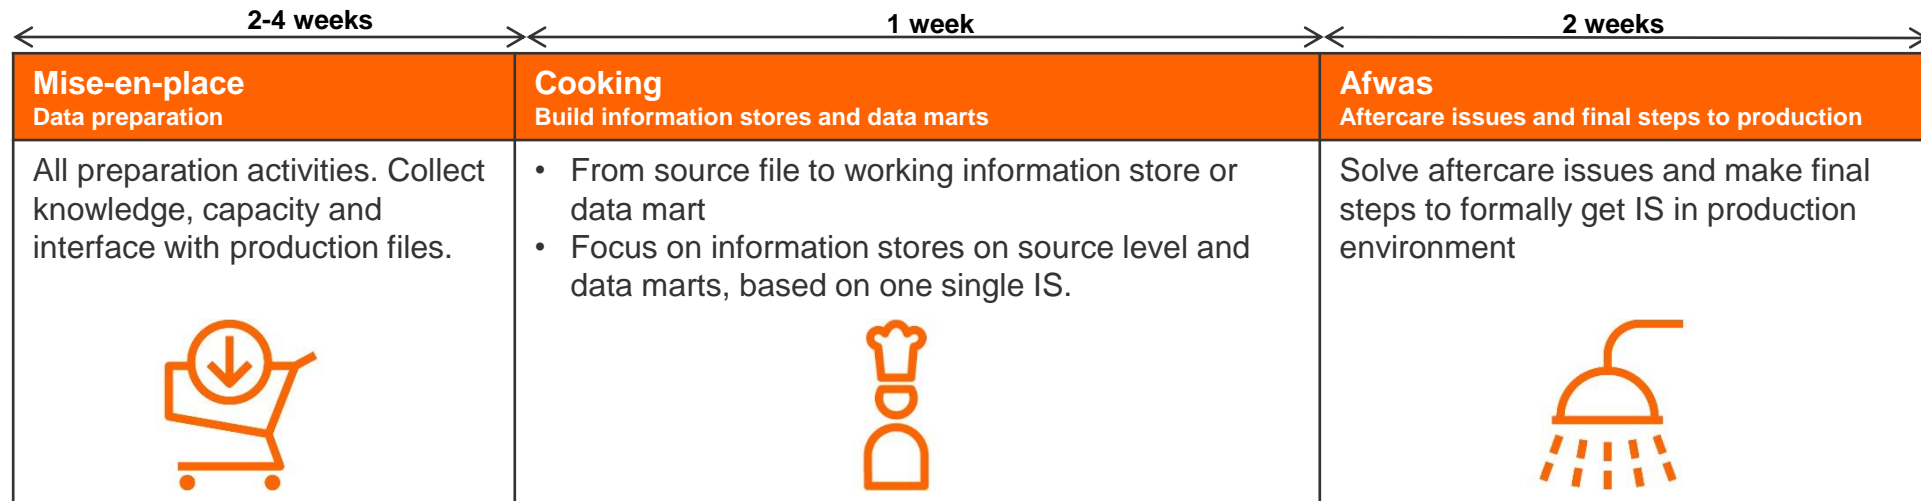 2-4 weeks
1 week
2 weeks
Mise-en-place
Data preparation
Cooking
Build information stores and data marts
Afwas
Aftercare issues and final steps to production
All preparation activities. Collect
knowledge, capacity and
interface with production files.
• From source file to working information store or
data mart
• Focus on information stores on source level and
data marts, based on one single IS.
Solve aftercare issues and make final
steps to formally get IS in production
environment